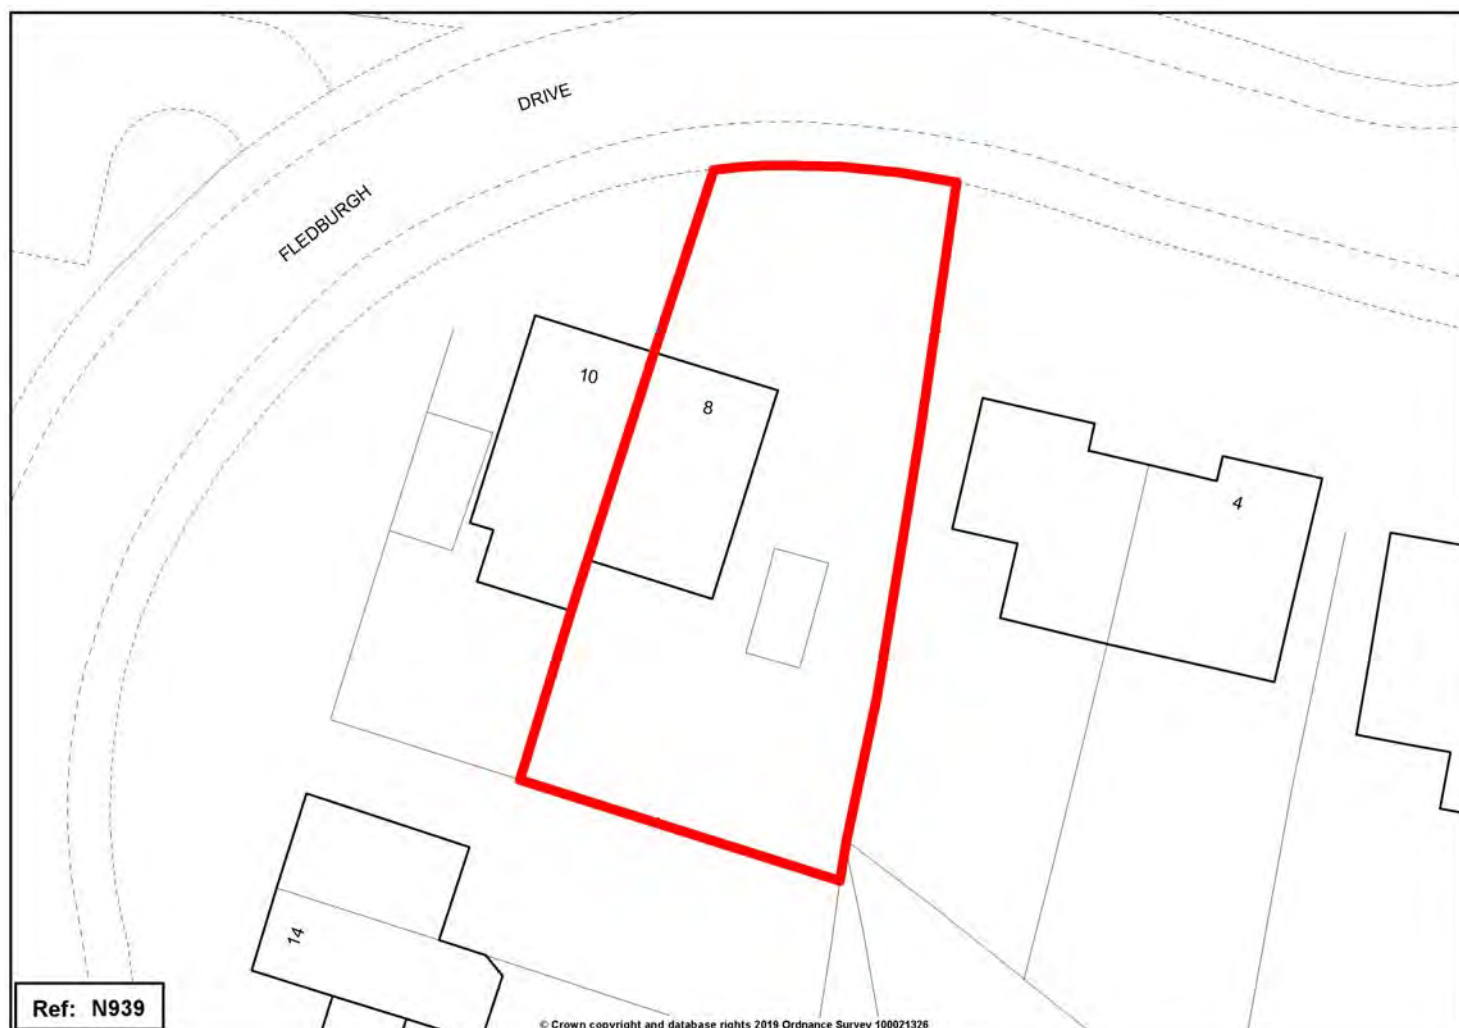 DRIVE
FLEDBURGH
10
8
4
14
Ref: N939
© Crown copyright and database rights 2019 Ordnance Survey 100021326